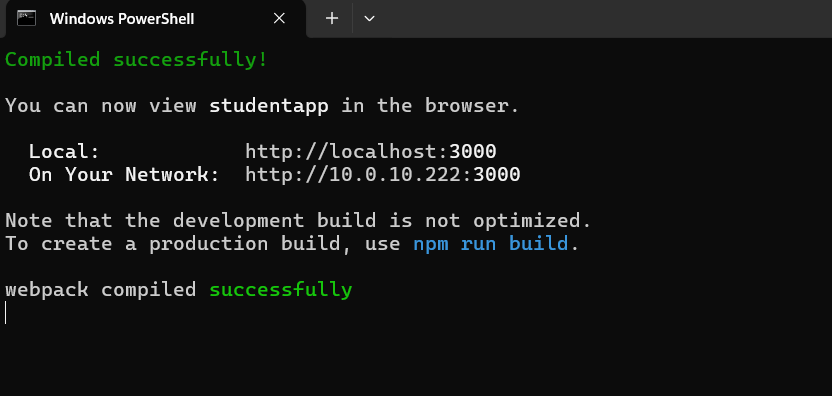 Windows PowerShell
Compiled successfully!
You can now view studentapp in the browser.
Local: http://localhost:3000
On Your Network: http://10.0.10.222:3000
Note that the development build is not optimized.
To create a production build, use npm run build.
webpack compiled successfully